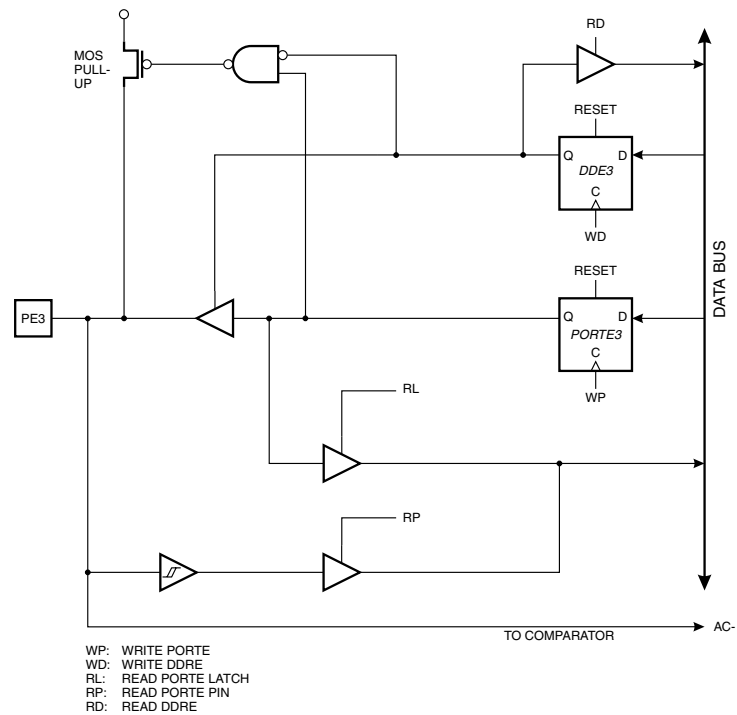 RD
MOS
PULL-
UP
RESET
Q D
DDE3
C
WD
DATA BUS
RESET
PE3
Q D
PORTE3
C
WP
RL
RP
TO COMPARATOR
AC-
WP: WRITE PORTE
WD: WRITE DDRE
RL: READ PORTE LATCH
RP: READ PORTE PIN
RD: READ DDRE